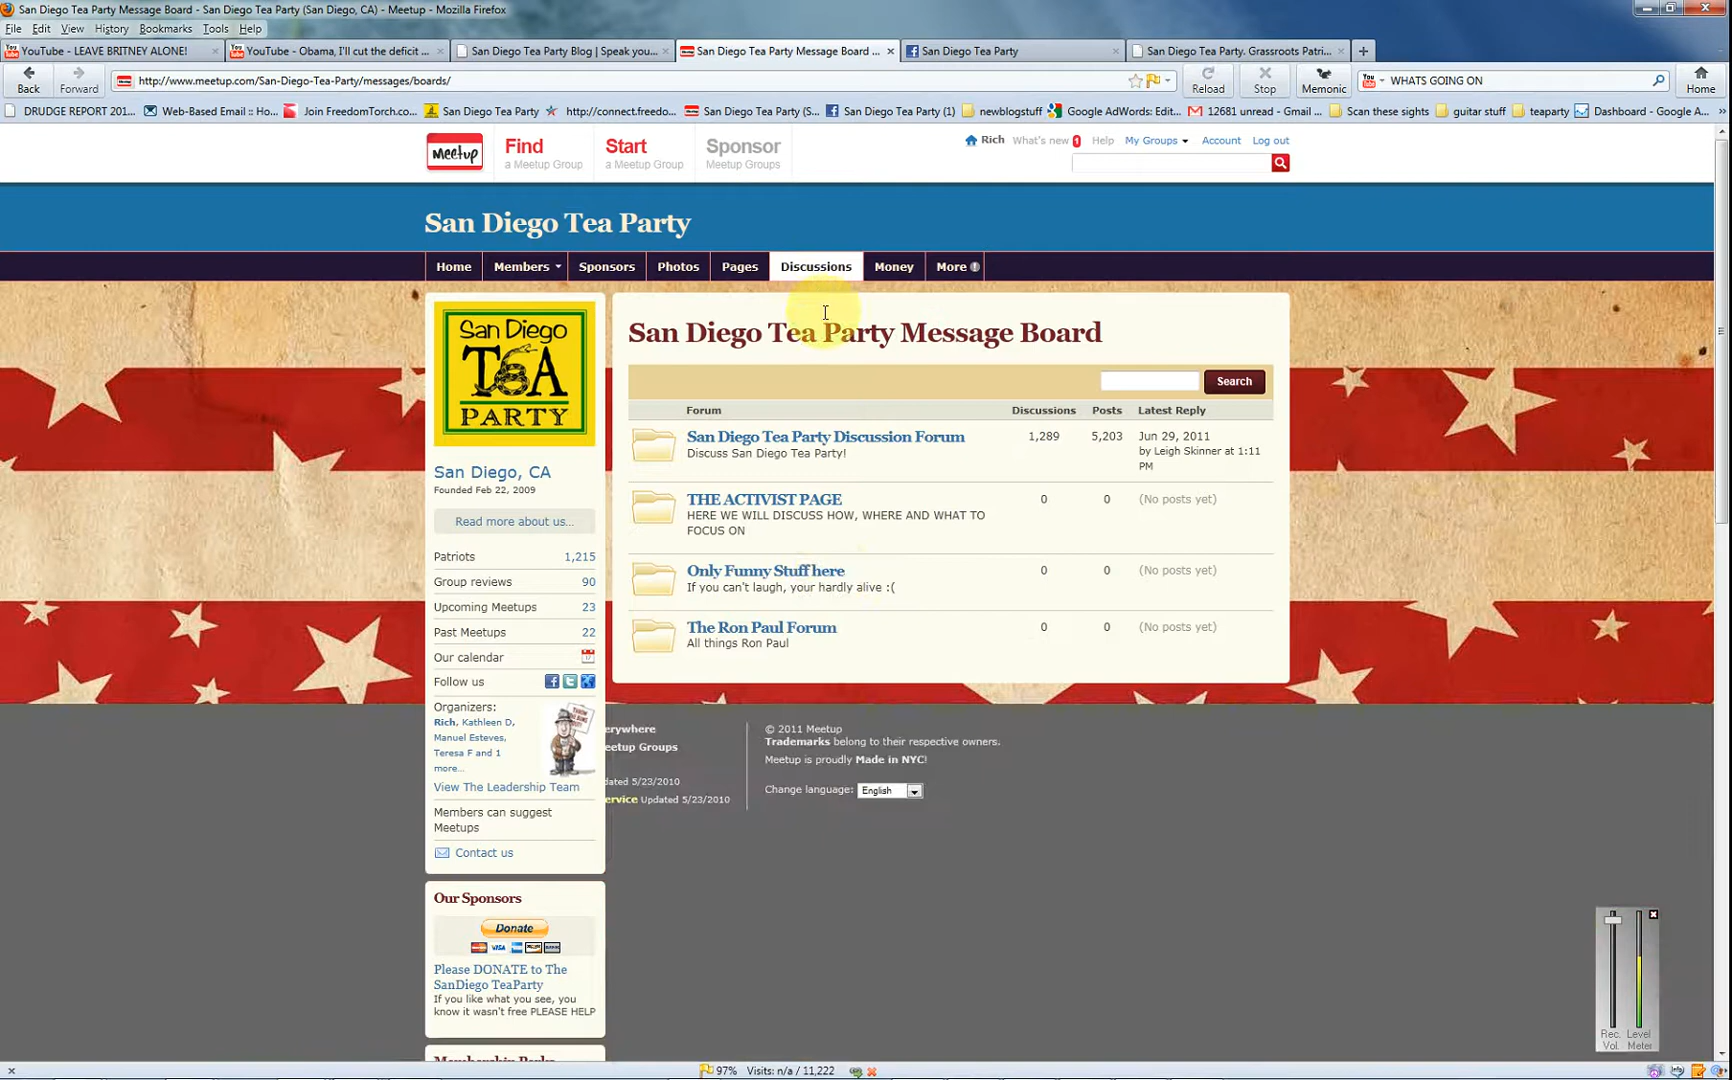 San Diego Tea Party Message Board - San Diego Tea Party (San Diego, CA) - Meetup - Mozilla Firefox
File Edit View History Bookmarks Tools Help
YouTube - LEAVE BRITNEY ALONE!
YouTube - Obama, I'll cut the deficit ...
San Diego Tea Party Blog | Speak you...
San Diego Tea Party Message Board ...
San Diego Tea Party
San Diego Tea Party. Grassroots Patri...
Back
Forward
http://www.meetup.com/San-Diego-Tea-Party/messages/boards/
Reload
Stop
Memonic
WHATS GOING ON
Home
DRUDGE REPORT 201...
Web-Based Email :: Ho...
Join FreedomTorch.co...
San Diego Tea Party
http://connect.freedo...
San Diego Tea Party (S...
San Diego Tea Party (1)
newblogstuff
Google AdWords: Edit...
12681 unread - Gmail ...
Scan these sights
guitar stuff
teaparty
Dashboard - Google A...
Meetup
Find
a Meetup Group
Start
a Meetup Group
Sponsor
Meetup Groups
Rich What's new 1 Help My Groups Account Log out
San Diego Tea Party
Home Members Sponsors Photos Pages Discussions Money More
San Diego
TEA
PARTY
San Diego, CA
Founded Feb 22, 2009
Read more about us...
Patriots 1,215
Group reviews 90
Upcoming Meetups 23
Past Meetups 22
Our calendar
Follow us
Organizers:
Rich, Kathleen D,
Manuel Esteves,
Teresa F and 1
more...
View The Leadership Team
Members can suggest
Meetups
Contact us
Our Sponsors
Donate
VISA
Please DONATE to The
SanDiego TeaParty
If you like what you see, you
know it wasn't free PLEASE HELP
Membership Perks
San Diego Tea Party Message Board
Search
Forum Discussions Posts Latest Reply
San Diego Tea Party Discussion Forum 1,289 5,203 Jun 29, 2011
Discuss San Diego Tea Party! by Leigh Skinner at 1:11
PM
THE ACTIVIST PAGE 0 0 (No posts yet)
HERE WE WILL DISCUSS HOW, WHERE AND WHAT TO
FOCUS ON
Only Funny Stuff here 0 0 (No posts yet)
If you can't laugh, your hardly alive :(
The Ron Paul Forum 0 0 (No posts yet)
All things Ron Paul
erywhere
eetup Groups
dated 5/23/2010
ervice Updated 5/23/2010
© 2011 Meetup
Trademarks belong to their respective owners.
Meetup is proudly Made in NYC!
Change language: English
Rec. Level
Vol. Meter
97% Visits: n/a / 11,222